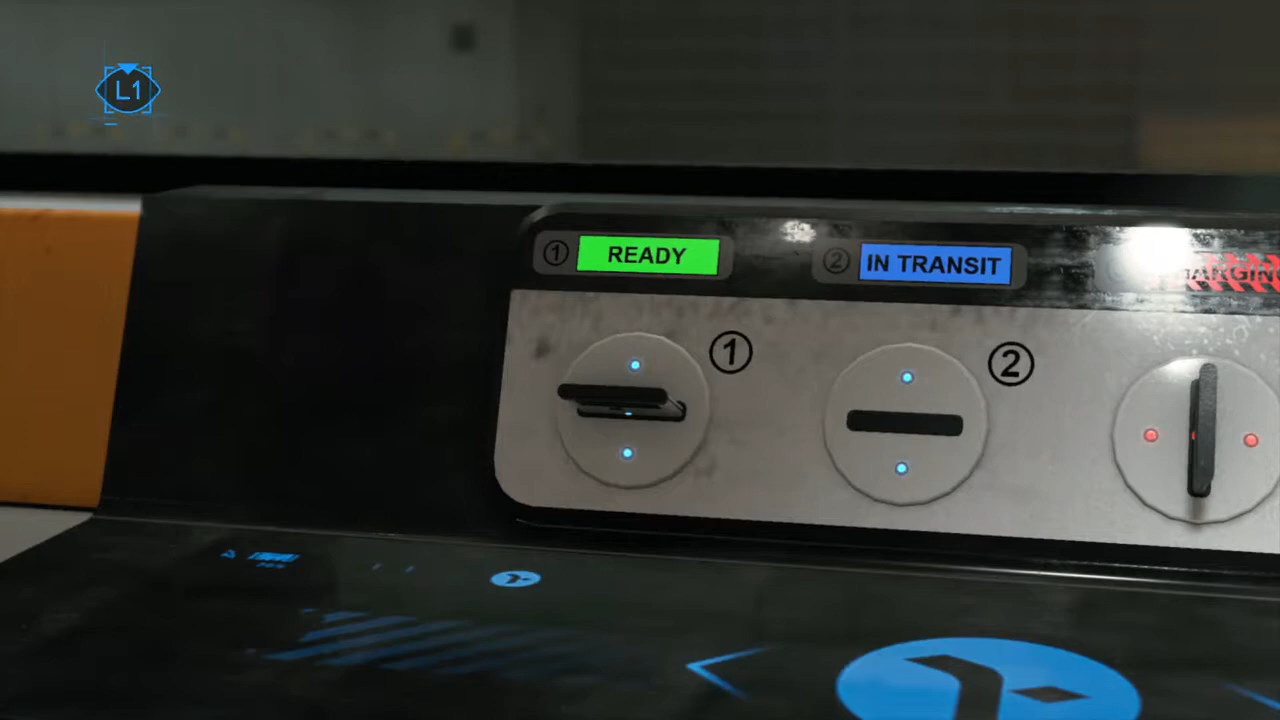 L1
① READY
② IN TRANSIT
①
②